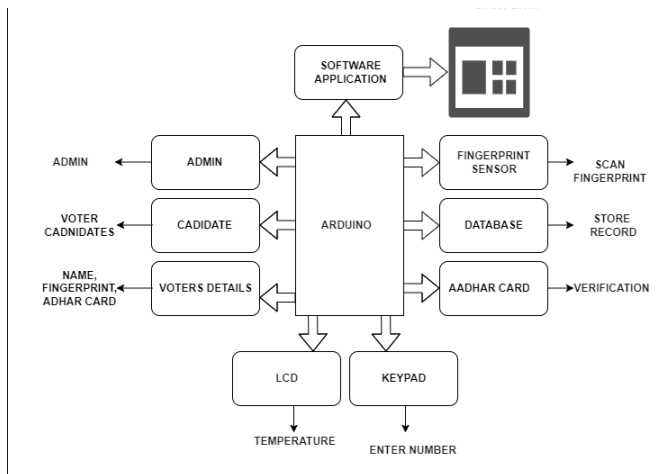 SOFTWARE
APPLICATION
ADMIN
ADMIN
FINGERPRINT
SENSOR
SCAN
FINGERPRINT
VOTER
CADNIDATES
CADIDATE
ARDUINO
DATABASE
STORE
RECORD
NAME,
FINGERPRINT,
ADHAR CARD
VOTERS DETAILS
AADHAR CARD
VERIFICATION
LCD
KEYPAD
TEMPERATURE
ENTER NUMBER